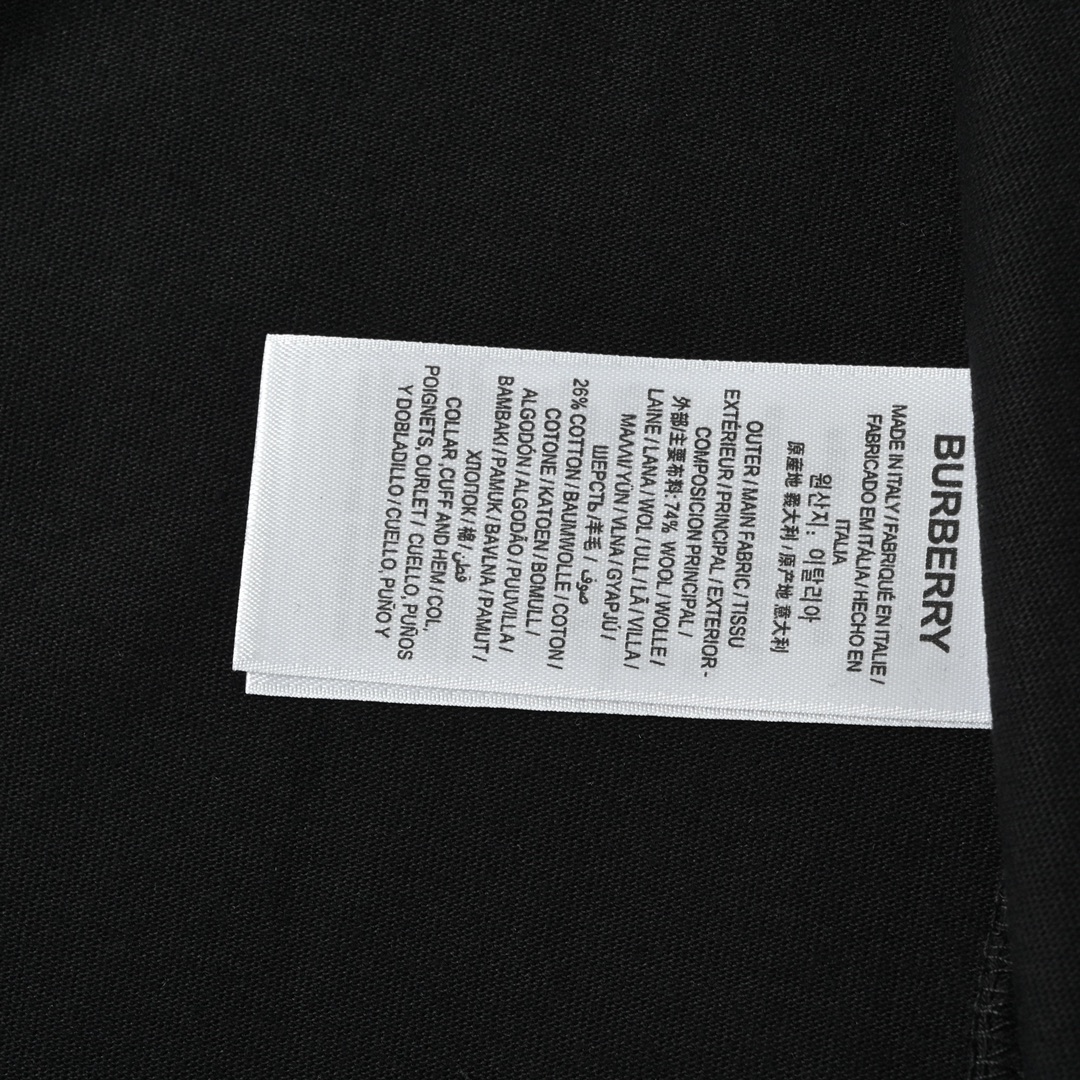 BURBERRY
MADE IN ITALY / FABRIQUÉ EN ITALIE /
FABRICADO EM ITÁLIA / HECHO EN
ITALIA
원산지: 이탈리아
原産地 義大利 / 原产地 意大利
OUTER / MAIN FABRIC / TISSU
EXTÉRIEUR / PRINCIPAL / EXTERIOR-
COMPOSICION PRINCIPAL /
外部/主要布料: 74% WOOL / WOLLE /
LAINE / LANA / WOL / ULL / LÃ / VILLA /
ΜΑΛΛΙ / YÜN / VLNA / GYAPJÚ /
ШЕРСТЬ / 羊毛 / صوف /
26% COTTON / BAUMWOLLE / COTON /
COTONE / KATOEN / BOMULL /
ALGODÓN / ALGODÃO / PUUVILLA /
BAMBAKI / PAMUK / BAVLNA / PAMUT /
ХЛОПОК / 棉 / قطن /
COLLAR ,CUFF AND HEM / COL,
POIGNETS, OURLET / CUELLO, PUÑOS
Y DOBLADILLO / CUELLO, PUÑO Y